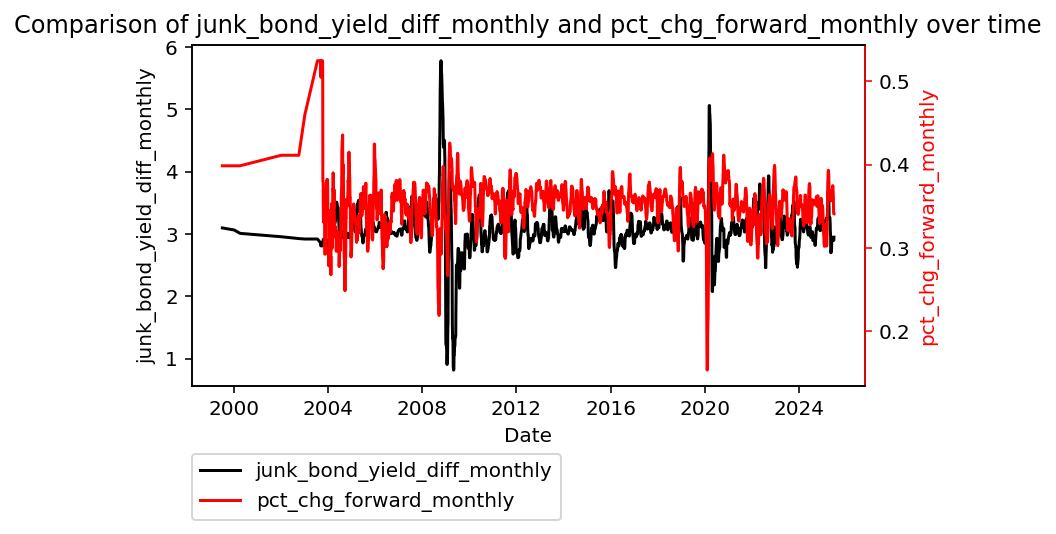 Comparison of junk_bond_yield_diff_monthly and pct_chg_forward_monthly over time
junk_bond_yield_diff_monthly
6
5
4
3
2
1
0.5
0.4
0.3
0.2
pct_chg_forward_monthly
2000 2004 2008 2012 2016 2020 2024
Date
junk_bond_yield_diff_monthly
pct_chg_forward_monthly